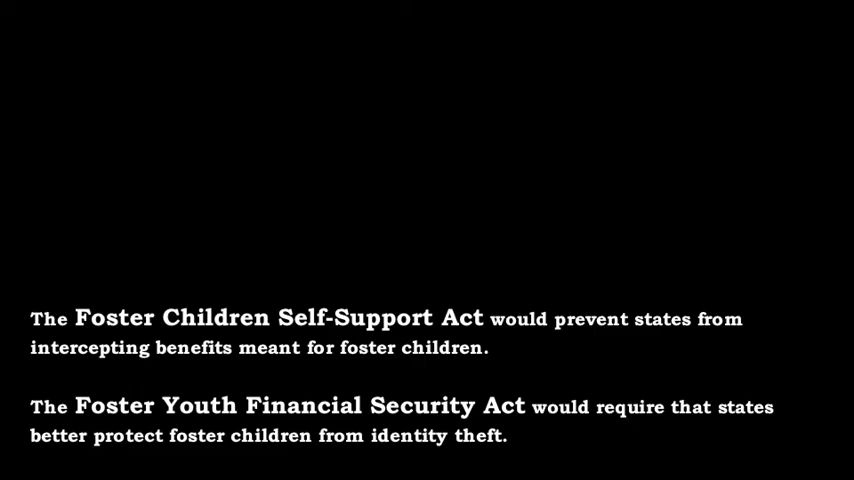 The Foster Children Self-Support Act would prevent states from
intercepting benefits meant for foster children.
The Foster Youth Financial Security Act would require that states
better protect foster children from identity theft.